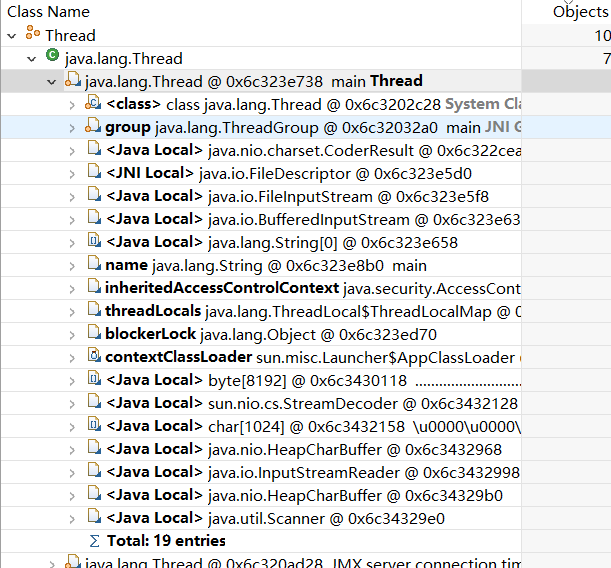 Class Name Objects
Thread 10
java.lang.Thread 7
java.lang.Thread @ 0x6c323e738 main Thread
<class> class java.lang.Thread @ 0x6c3202c28 System Cla
group java.lang.ThreadGroup @ 0x6c32032a0 main JNI G
<Java Local> java.nio.charset.CoderResult @ 0x6c322cea
<JNI Local> java.io.FileDescriptor @ 0x6c323e5d0
<Java Local> java.io.FileInputStream @ 0x6c323e5f8
<Java Local> java.io.BufferedInputStream @ 0x6c323e63
<Java Local> java.lang.String[0] @ 0x6c323e658
name java.lang.String @ 0x6c323e8b0 main
inheritedAccessControlContext java.security.AccessCont
threadLocals java.lang.ThreadLocal$ThreadLocalMap @ 0
blockerLock java.lang.Object @ 0x6c323ed70
contextClassLoader sun.misc.Launcher$AppClassLoader
<Java Local> byte[8192] @ 0x6c3430118 ..............................
<Java Local> sun.nio.cs.StreamDecoder @ 0x6c3432128
<Java Local> char[1024] @ 0x6c3432158 \u0000\u0000\
<Java Local> java.nio.HeapCharBuffer @ 0x6c3432968
<Java Local> java.io.InputStreamReader @ 0x6c3432998
<Java Local> java.nio.HeapCharBuffer @ 0x6c34329b0
<Java Local> java.util.Scanner @ 0x6c34329e0
Total: 19 entries
java.lang.Thread @ 0x6c320ad28 JMX server connection tim